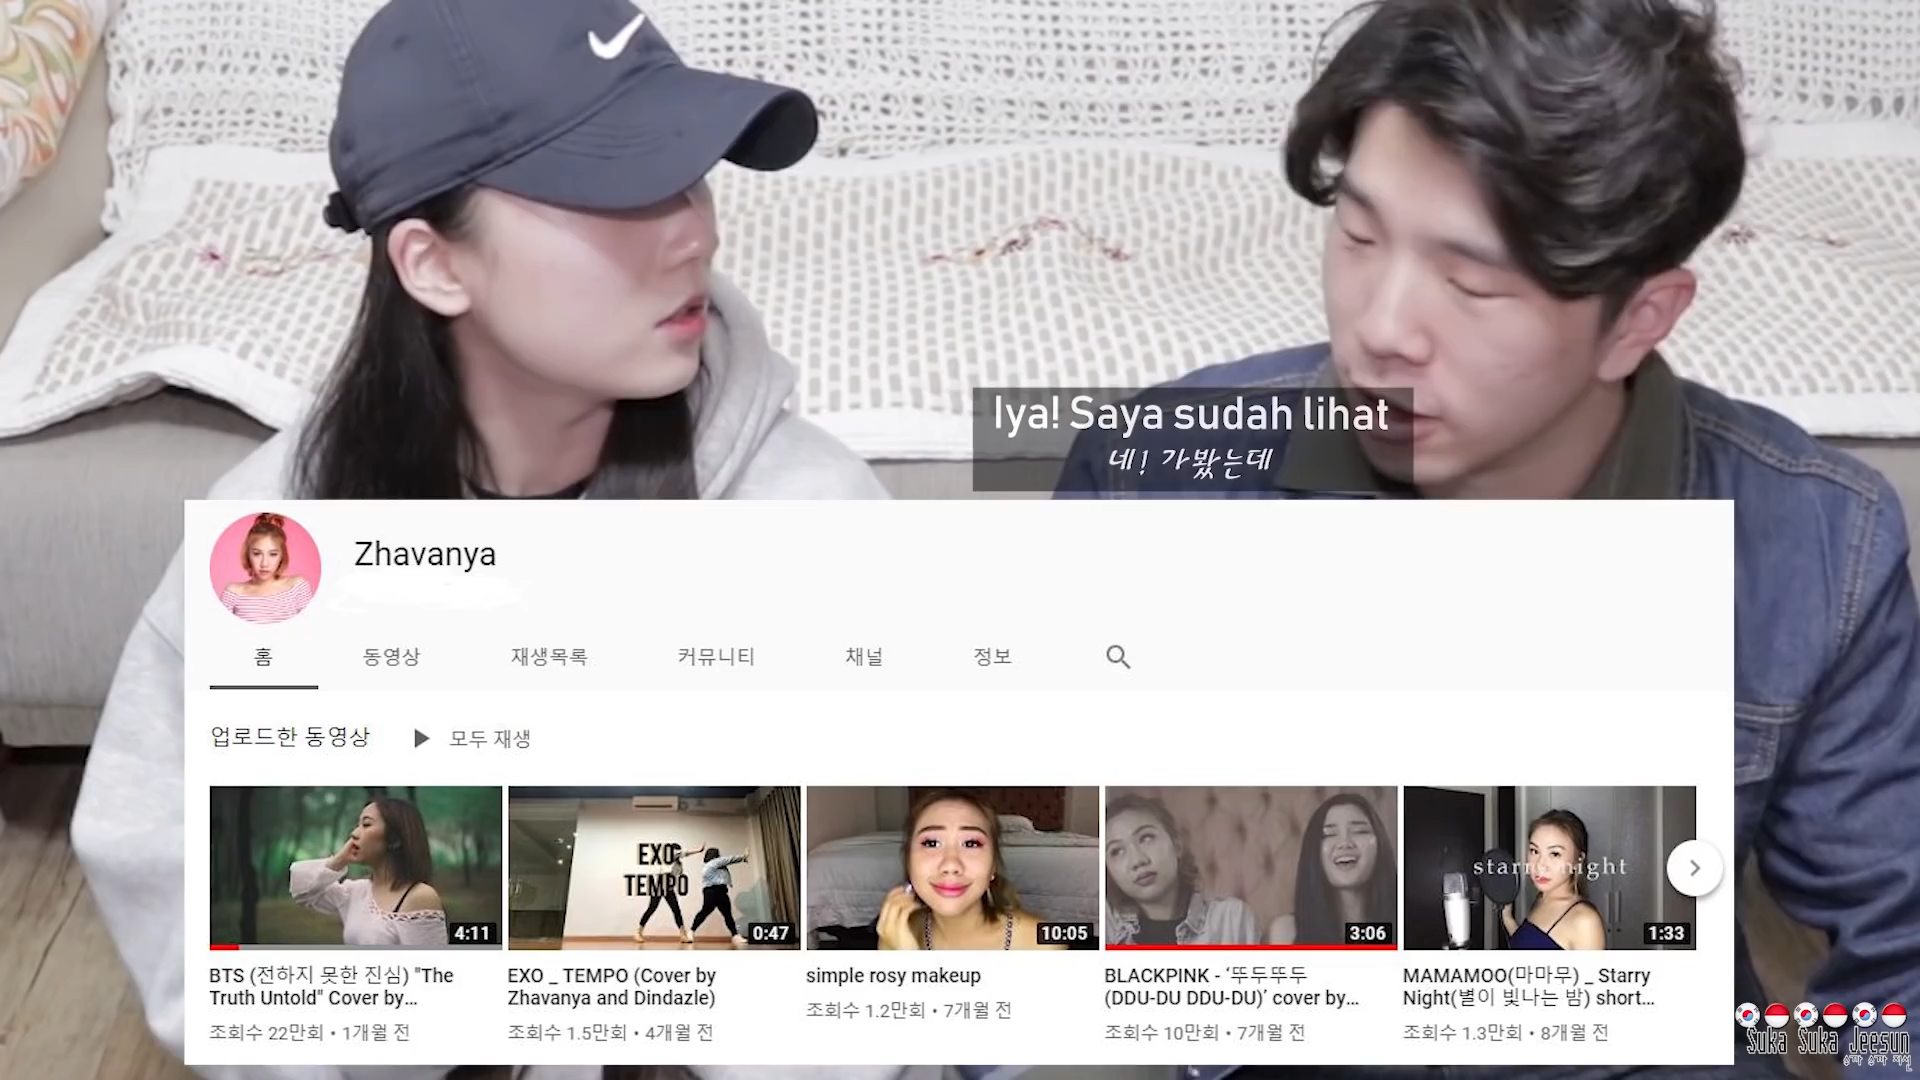 Iya! Saya sudah lihat
네! 가봤는데
Zhavanya
홈
동영상
재생목록
커뮤니티
채널
정보
업로드한 동영상
모두 재생
4:11
EXO
TEMPO
0:47
10:05
3:06
starry night
1:33
BTS (전하지 못한 진심) "The
Truth Untold" Cover by...
조회수 22만회 • 1개월 전
EXO _ TEMPO (Cover by
Zhavanya and Dindazle)
조회수 1.5만회 • 4개월 전
simple rosy makeup
조회수 1.2만회 • 7개월 전
BLACKPINK - ‘뚜두뚜두
(DDU-DU DDU-DU)’ cover by...
조회수 10만회 • 7개월 전
MAMAMOO(마마무) _ Starry
Night(별이 빛나는 밤) short...
조회수 1.3만회 • 8개월 전
Suka Suka Jeesun
수까 수까 지선